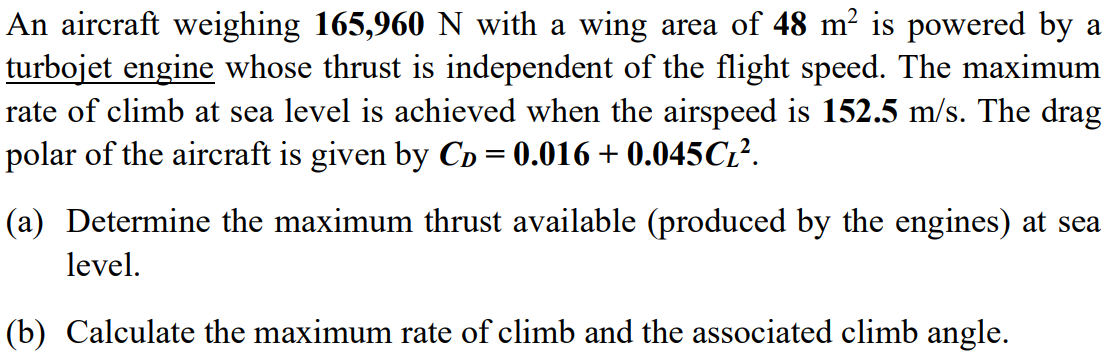 An aircraft weighing 165,960 N with a wing area of 48 m² is powered by a
turbojet engine whose thrust is independent of the flight speed. The maximum
rate of climb at sea level is achieved when the airspeed is 152.5 m/s. The drag
polar of the aircraft is given by C_D = 0.016 + 0.045C_L².
(a) Determine the maximum thrust available (produced by the engines) at sea
level.
(b) Calculate the maximum rate of climb and the associated climb angle.